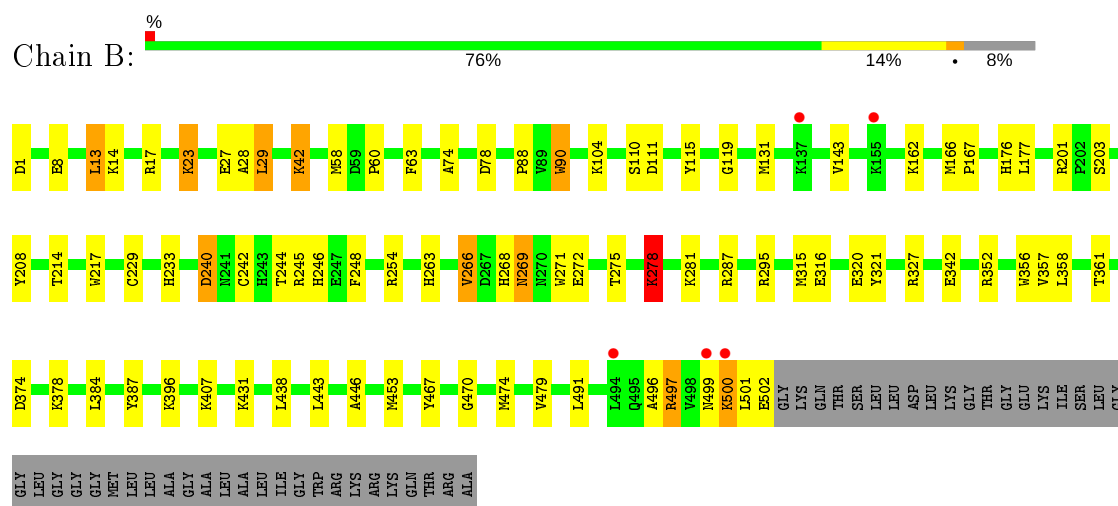 %
Chain B:
76% 14% • 8%
D1 E8 L13 K14 R17 K23 E27 A28 L29 K42 M58 D59 P60 F63 A74 D78 P88 V89 W90 K104 S110 D111 Y115 G119 M131 K137 V143 K155 K162 M166 P167 H176 L177 R201 P202 S203
Y208 T214 W217 C229 H233 D240 N241 C242 H243 T244 R245 H246 E247 F248 R254 H263 V266 D267 H268 N269 N270 W271 E272 T275 K278 K281 R287 R295 M315 E316 E320 Y321 R327 E342 R352 W356 V357 L358 T361
D374 K378 L384 Y387 K396 K407 K431 L438 L443 A446 M453 Y467 G470 M474 V479 L491 L494 Q495 A496 R497 V498 N499 K500 L501 E502 GLY LYS GLN THR SER LEU LEU ASP LEU LYS GLY THR GLY GLU LYS ILE SER LEU GLY
GLY LEU GLY GLY GLY MET LEU LEU ALA GLY ALA LEU ALA LEU ILE GLY TRP ARG LYS ARG LYS GLN THR ARG ALA